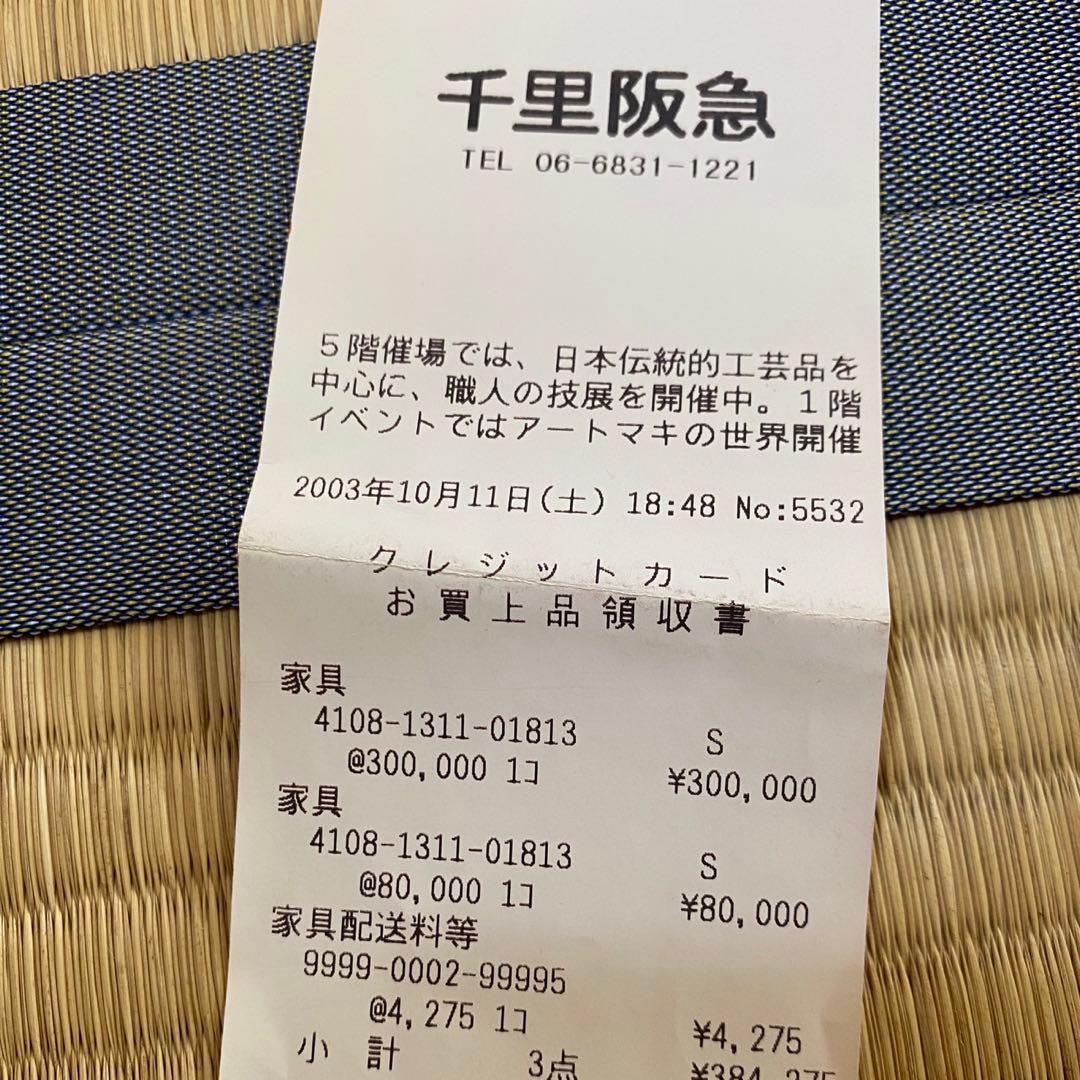 千里阪急
TEL 06-6831-1221
5階催場では、日本伝統的工芸品を
中心に、職人の技展を開催中。1階
イベントではアートマキの世界開催
2003年10月11日(土) 18:48 No:5532
クレジットカード
お買上品領収書
家具
4108-1311-01813 S
@300,000 1コ ¥300,000
家具
4108-1311-01813 S
@80,000 1コ ¥80,000
家具配送料等
9999-0002-99995
@4,275 1コ ¥4,275
小 計 3点 ¥384,275